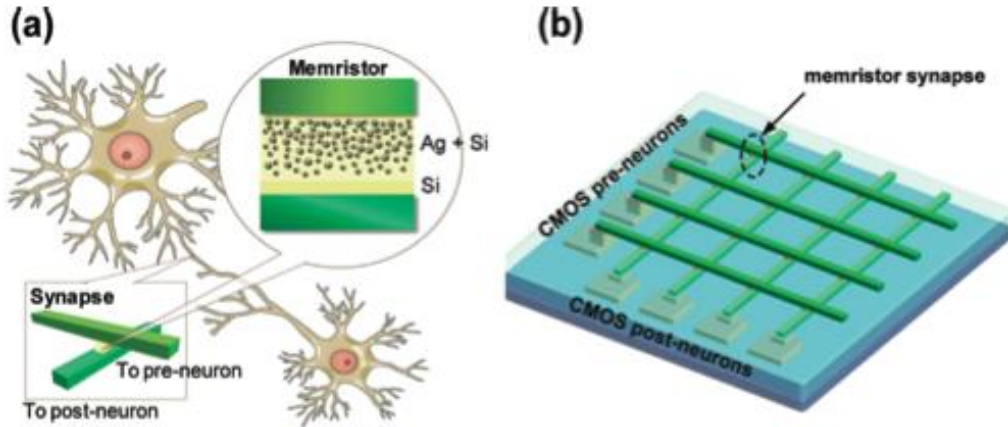 (a)
Memristor
Ag + Si
Si
Synapse
To pre-neuron
To post-neuron
(b)
memristor synapse
CMOS pre-neurons
CMOS post-neurons